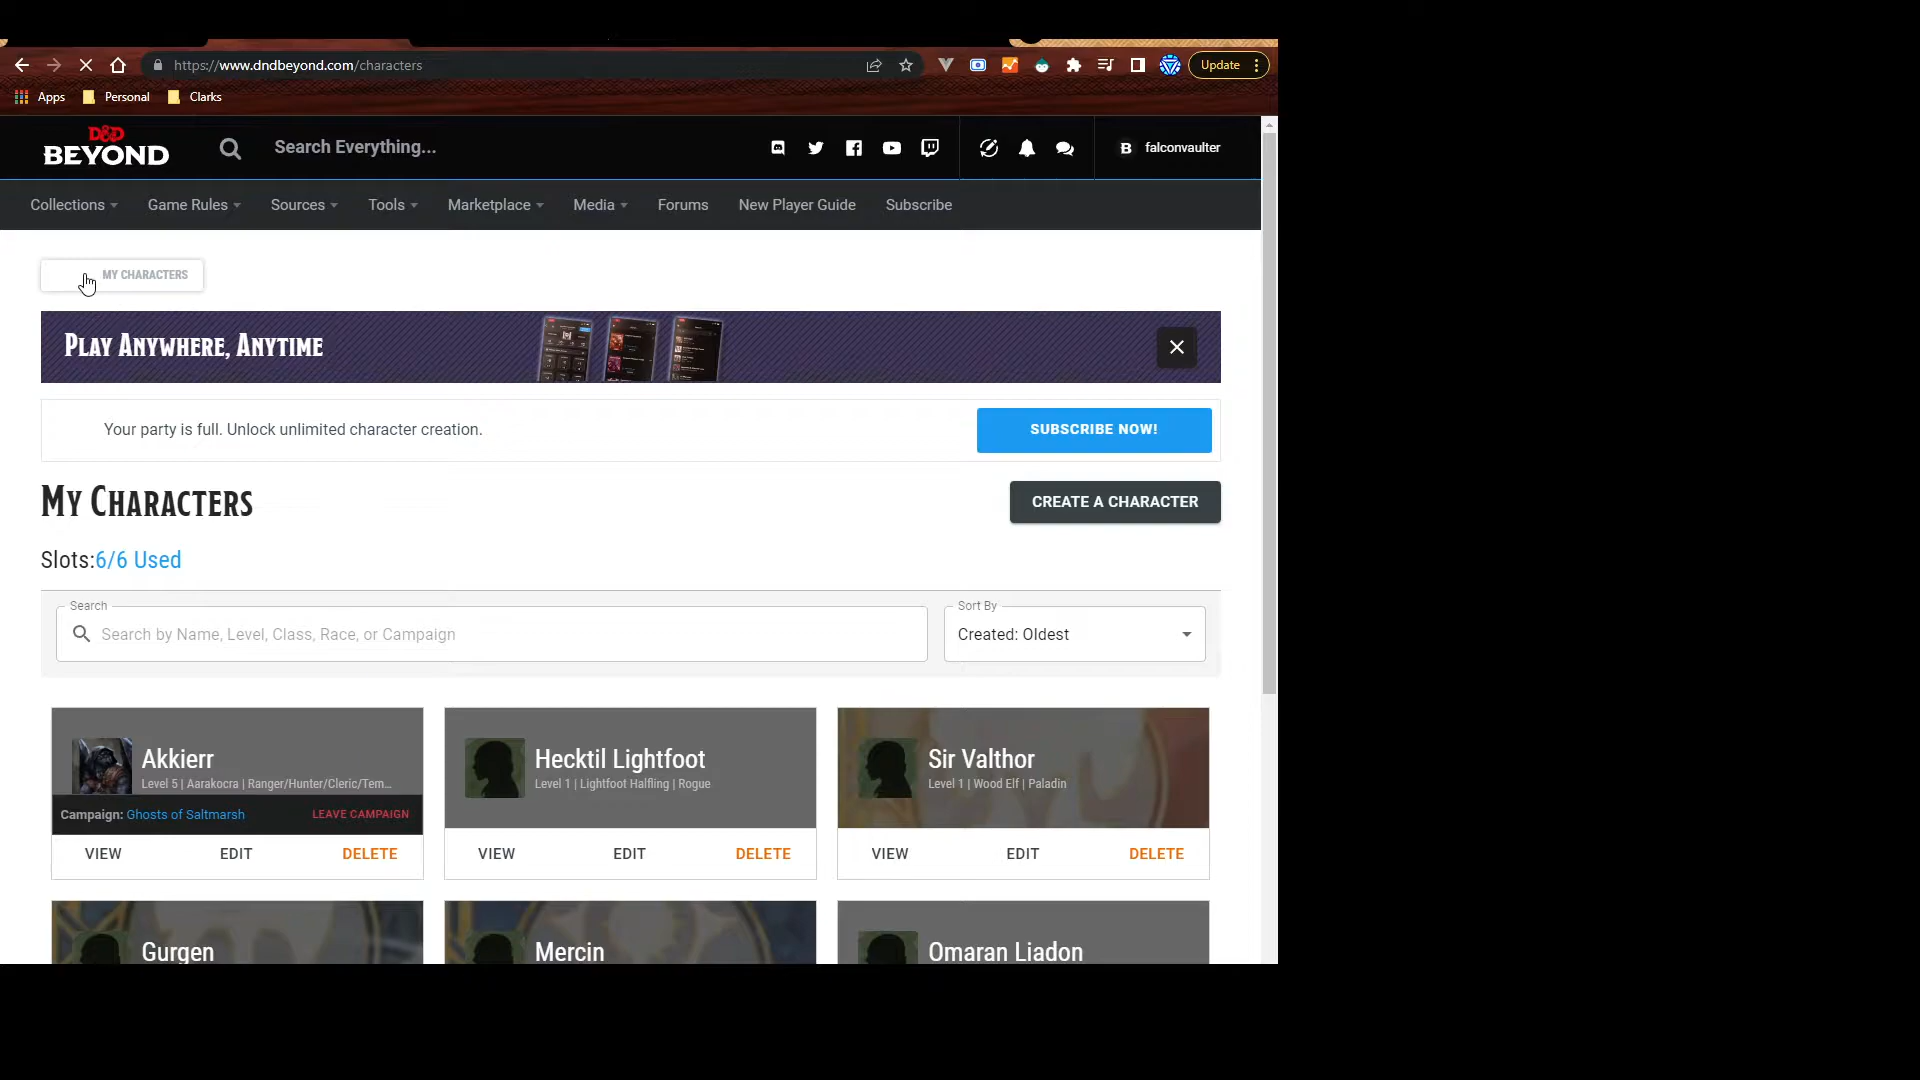 https://www.dndbeyond.com/characters
Update
Apps Personal Clarks
D&D BEYOND
Search Everything...
falconvaulter
Collections Game Rules Sources Tools Marketplace Media Forums New Player Guide Subscribe
MY CHARACTERS
PLAY ANYWHERE, ANYTIME
Your party is full. Unlock unlimited character creation.
SUBSCRIBE NOW!
MY CHARACTERS
CREATE A CHARACTER
Slots:6/6 Used
Search
Sort By
Search by Name, Level, Class, Race, or Campaign
Created: Oldest
Akkierr
Level 5 | Aarakocra | Ranger/Hunter/Cleric/Tem...
Campaign: Ghosts of Saltmarsh
LEAVE CAMPAIGN
VIEW EDIT DELETE
Hecktil Lightfoot
Level 1 | Lightfoot Halfling | Rogue
VIEW EDIT DELETE
Sir Valthor
Level 1 | Wood Elf | Paladin
VIEW EDIT DELETE
Gurgen
Mercin
Omaran Liadon